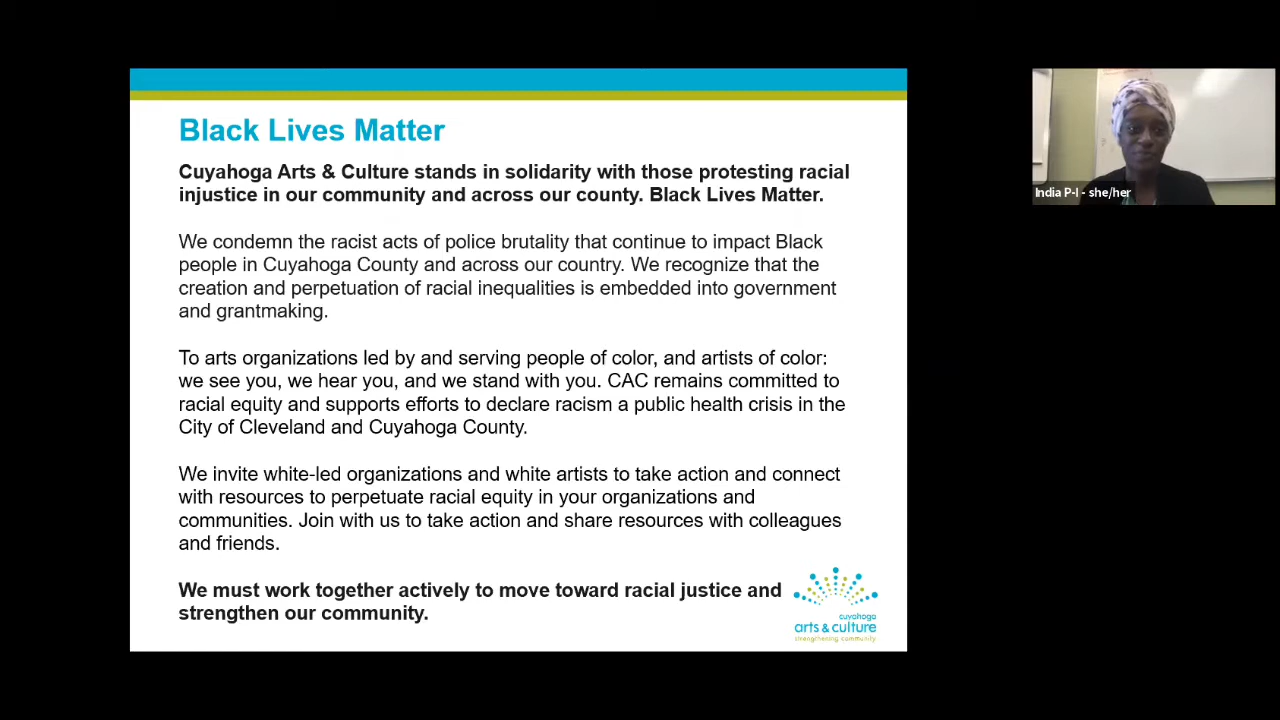 Black Lives Matter
Cuyahoga Arts & Culture stands in solidarity with those protesting racial
injustice in our community and across our county. Black Lives Matter.
We condemn the racist acts of police brutality that continue to impact Black
people in Cuyahoga County and across our country. We recognize that the
creation and perpetuation of racial inequalities is embedded into government
and grantmaking.
To arts organizations led by and serving people of color, and artists of color:
we see you, we hear you, and we stand with you. CAC remains committed to
racial equity and supports efforts to declare racism a public health crisis in the
City of Cleveland and Cuyahoga County.
We invite white-led organizations and white artists to take action and connect
with resources to perpetuate racial equity in your organizations and
communities. Join with us to take action and share resources with colleagues
and friends.
We must work together actively to move toward racial justice and
strengthen our community.
cuyahoga
arts & culture
strengthening community
India P-I - she/her